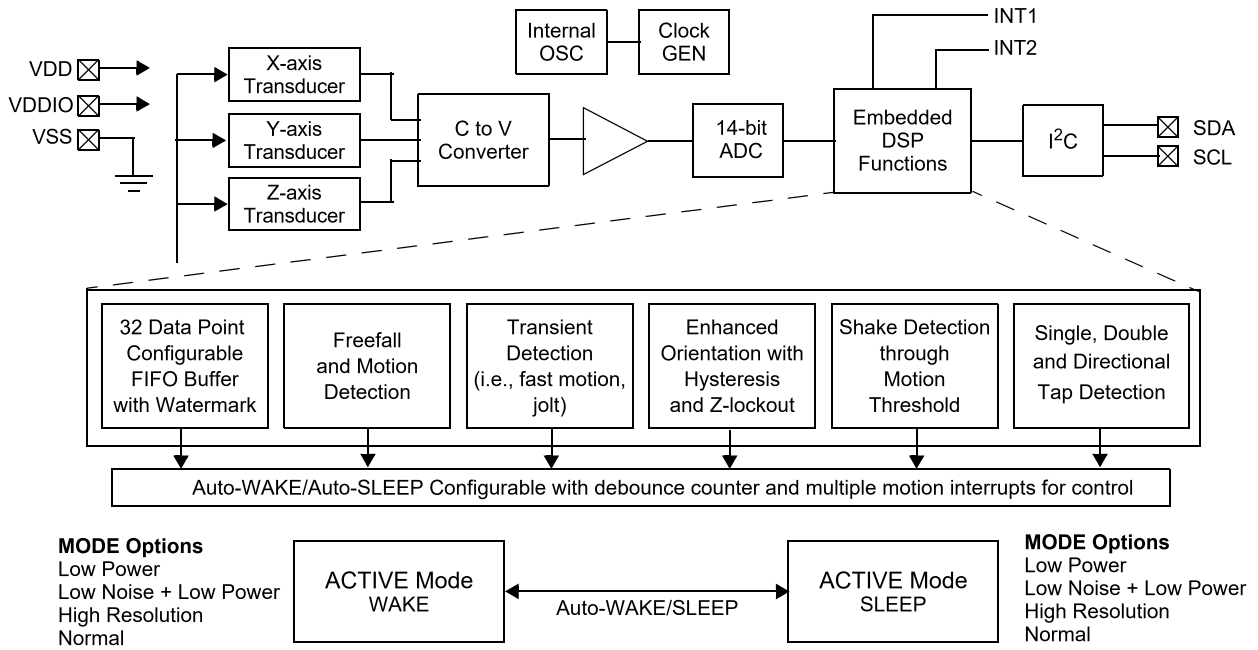 Internal
OSC
Clock
GEN
INT1
INT2
VDD
VDDIO
VSS
X-axis
Transducer
Y-axis
Transducer
Z-axis
Transducer
C to V
Converter
14-bit
ADC
Embedded
DSP
Functions
I²C
SDA
SCL
32 Data Point
Configurable
FIFO Buffer
with Watermark
Freefall
and Motion
Detection
Transient
Detection
(i.e., fast motion,
jolt)
Enhanced
Orientation with
Hysteresis
and Z-lockout
Shake Detection
through
Motion
Threshold
Single, Double
and Directional
Tap Detection
Auto-WAKE/Auto-SLEEP Configurable with debounce counter and multiple motion interrupts for control
MODE Options
Low Power
Low Noise + Low Power
High Resolution
Normal
ACTIVE Mode
WAKE
Auto-WAKE/SLEEP
ACTIVE Mode
SLEEP
MODE Options
Low Power
Low Noise + Low Power
High Resolution
Normal